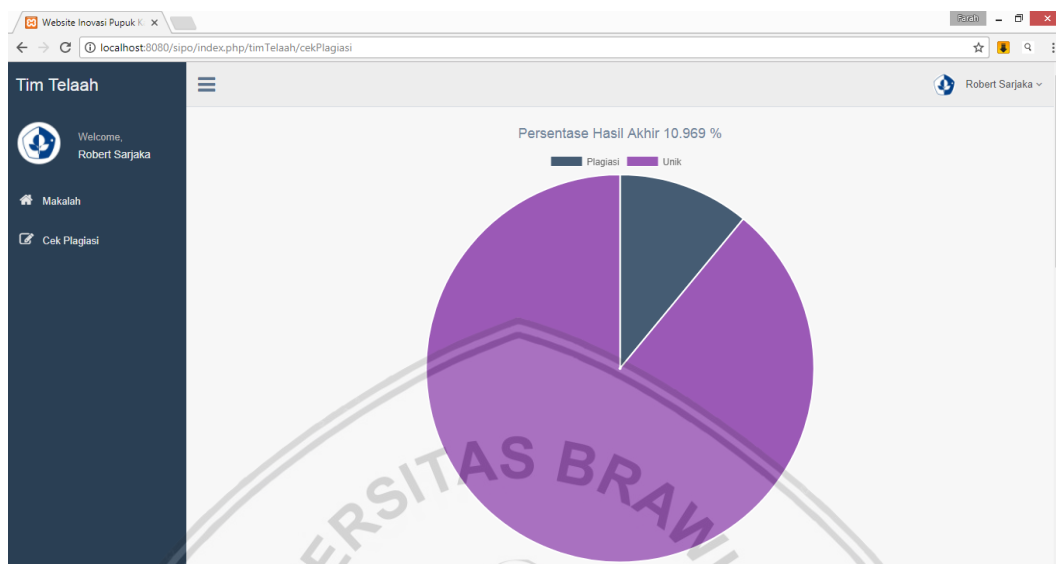 Website Inovasi Pupuk K
Farah
localhost:8080/sipo/index.php/timTelaah/cekPlagiasi
Tim Telaah
Robert Sarjaka
Welcome,
Robert Sarjaka
Makalah
Cek Plagiasi
Persentase Hasil Akhir 10.969 %
Plagiasi
Unik
ERSITAS BRAW